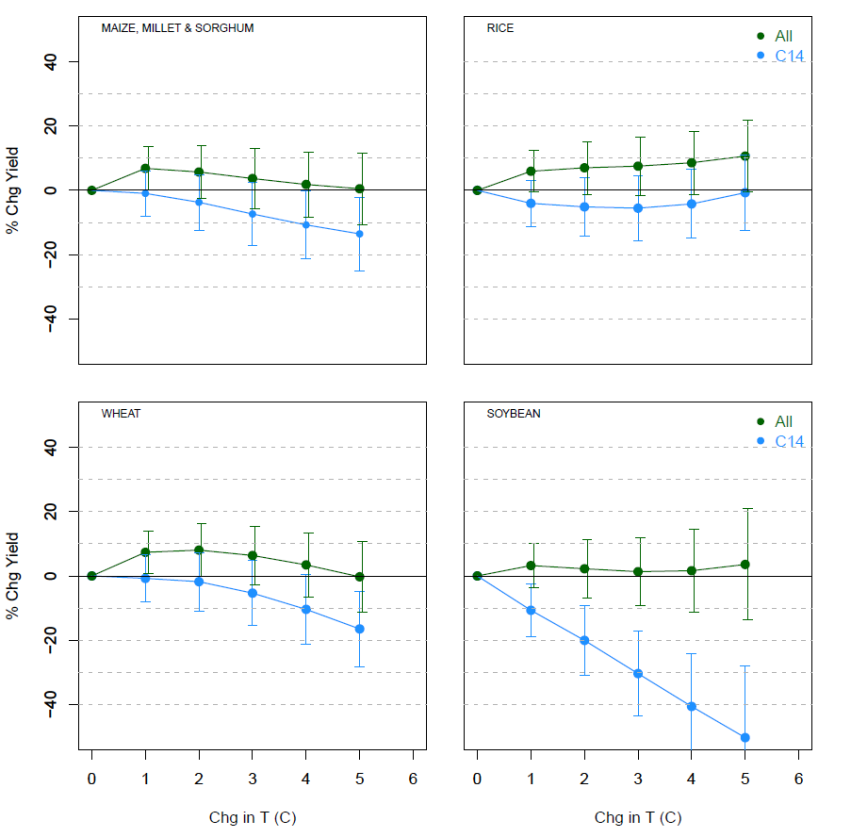 MAIZE, MILLET & SORGHUM
% Chg Yield
40
20
0
−20
−40
RICE
All
C14
WHEAT
% Chg Yield
40
20
0
−20
−40
0 1 2 3 4 5 6
Chg in T (C)
SOYBEAN
All
C14
0 1 2 3 4 5 6
Chg in T (C)